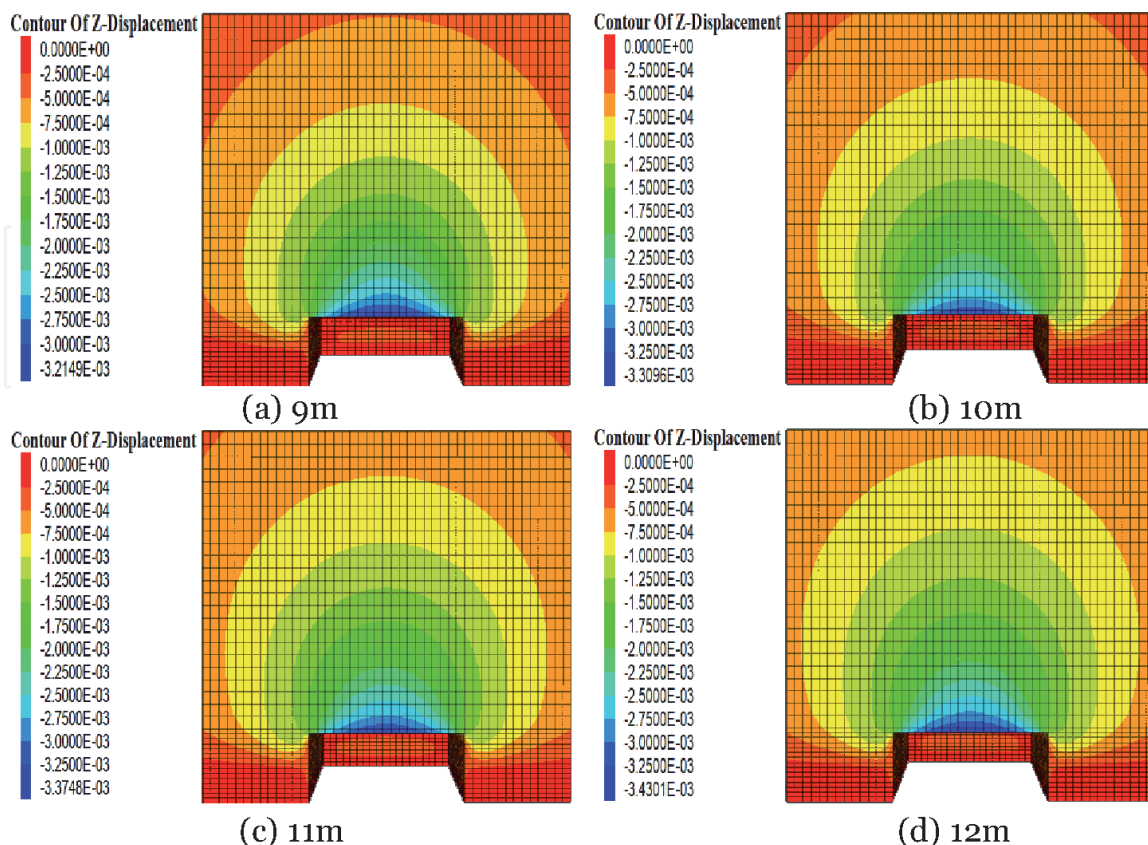 Contour Of Z-Displacement
0.0000E+00
-2.5000E-04
-5.0000E-04
-7.5000E-04
-1.0000E-03
-1.2500E-03
-1.5000E-03
-1.7500E-03
-2.0000E-03
-2.2500E-03
-2.5000E-03
-2.7500E-03
-3.0000E-03
-3.2149E-03
(a) 9m
Contour Of Z-Displacement
0.0000E+00
-2.5000E-04
-5.0000E-04
-7.5000E-04
-1.0000E-03
-1.2500E-03
-1.5000E-03
-1.7500E-03
-2.0000E-03
-2.2500E-03
-2.5000E-03
-2.7500E-03
-3.0000E-03
-3.2500E-03
-3.3096E-03
(b) 10m
Contour Of Z-Displacement
0.0000E+00
-2.5000E-04
-5.0000E-04
-7.5000E-04
-1.0000E-03
-1.2500E-03
-1.5000E-03
-1.7500E-03
-2.0000E-03
-2.2500E-03
-2.5000E-03
-2.7500E-03
-3.0000E-03
-3.2500E-03
-3.3748E-03
(c) 11m
Contour Of Z-Displacement
0.0000E+00
-2.5000E-04
-5.0000E-04
-7.5000E-04
-1.0000E-03
-1.2500E-03
-1.5000E-03
-1.7500E-03
-2.0000E-03
-2.2500E-03
-2.5000E-03
-2.7500E-03
-3.0000E-03
-3.2500E-03
-3.4301E-03
(d) 12m